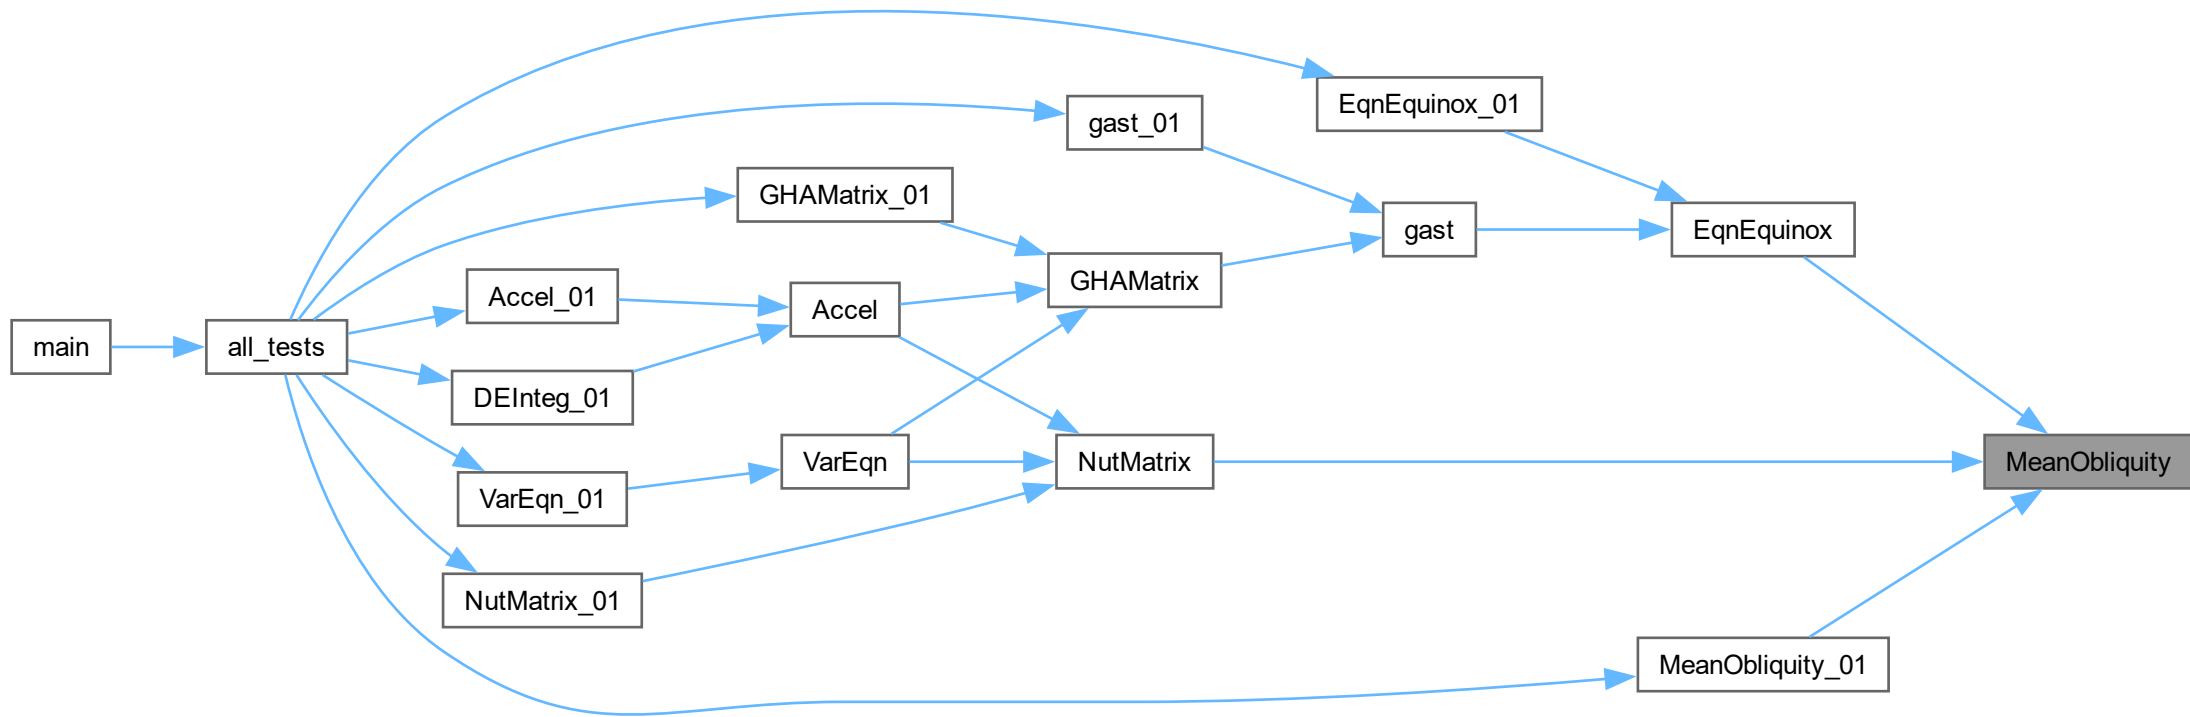 EqnEquinox_01
gast_01
GHAMatrix_01
gast
EqnEquinox
GHAMatrix
Accel_01
Accel
main
all_tests
DEInteg_01
VarEqn
NutMatrix
MeanObliquity
VarEqn_01
NutMatrix_01
MeanObliquity_01